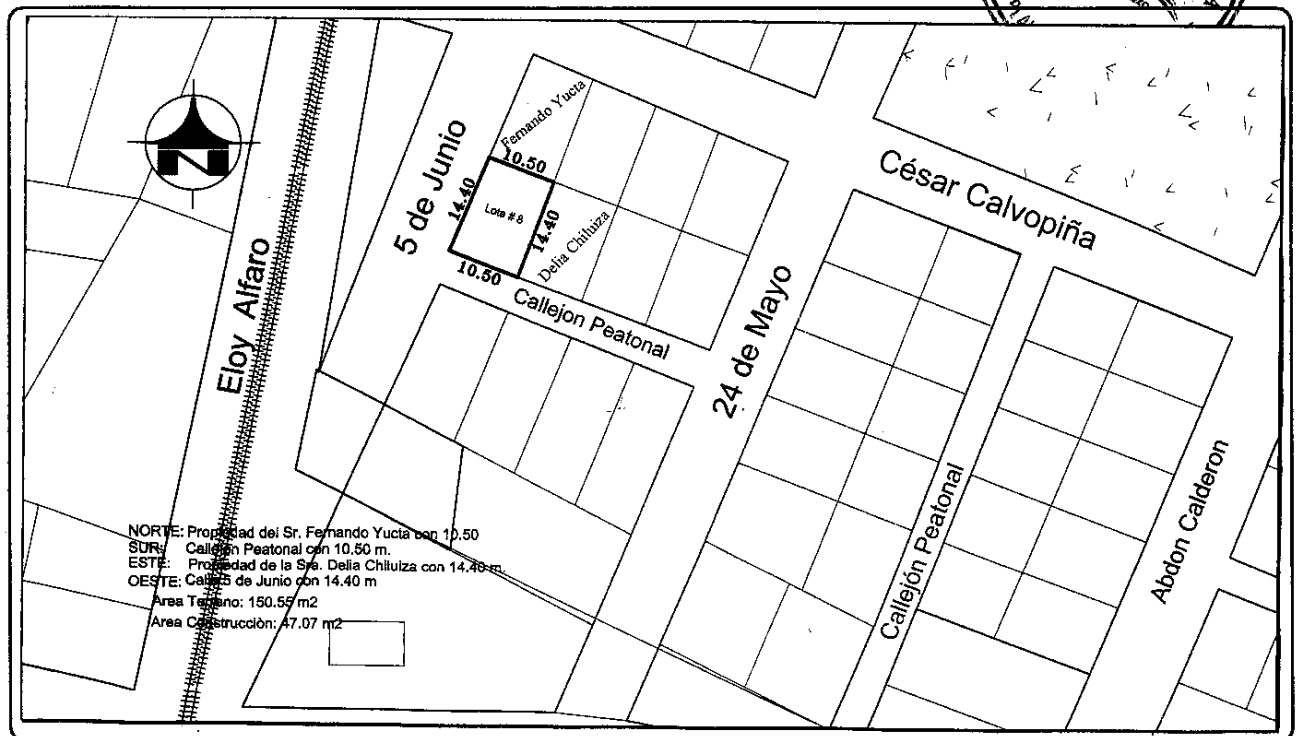 N
Fernando Yucta
10.50
14.40
Lote # 8
14.40
10.50
Delia Chiluiza
5 de Junio
Callejon Peatonal
Eloy Alfaro
24 de Mayo
César Calvopiña
Callejón Peatonal
Abdon Calderon
NORTE: Propiedad del Sr. Fernando Yucta con 10.50
SUR: Callejon Peatonal con 10.50 m.
ESTE: Propiedad de la Sra. Delia Chiluiza con 14.40 m.
OESTE: Calle 5 de Junio con 14.40 m
Area Terreno: 150.55 m2
Area Construcciòn: 47.07 m2